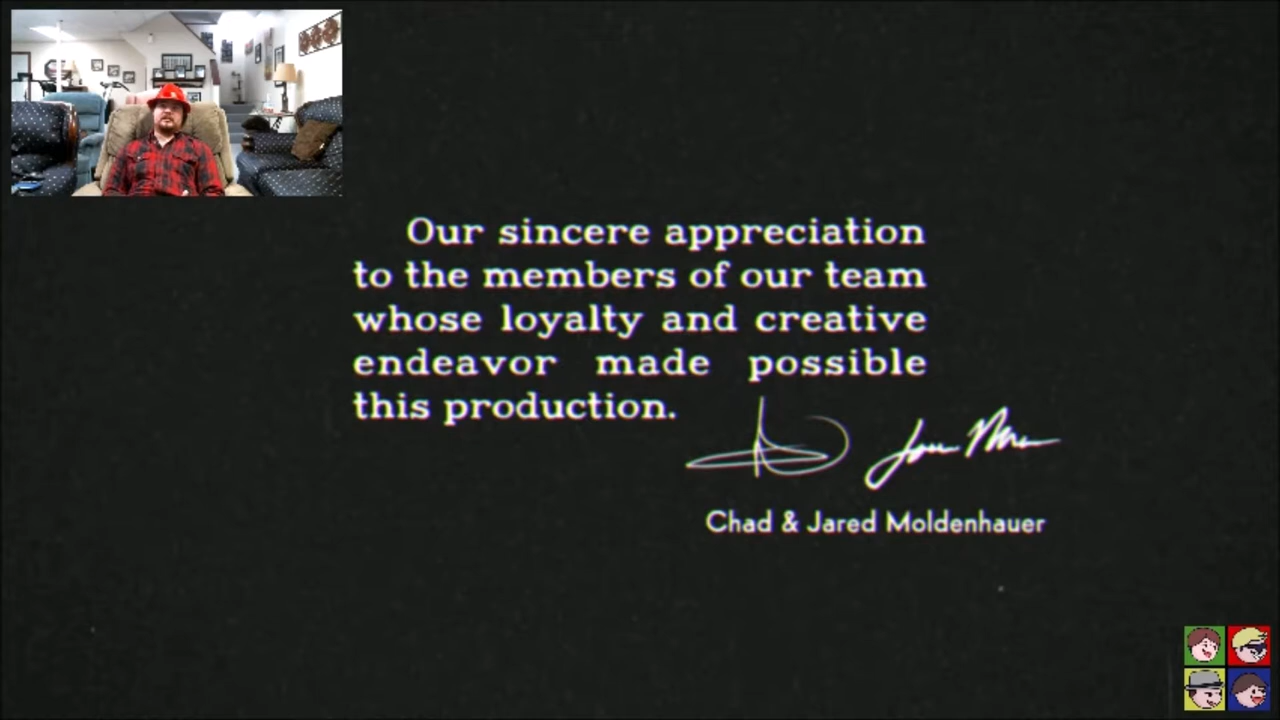 Our sincere appreciation
to the members of our team
whose loyalty and creative
endeavor made possible
this production.
Chad & Jared Moldenhauer